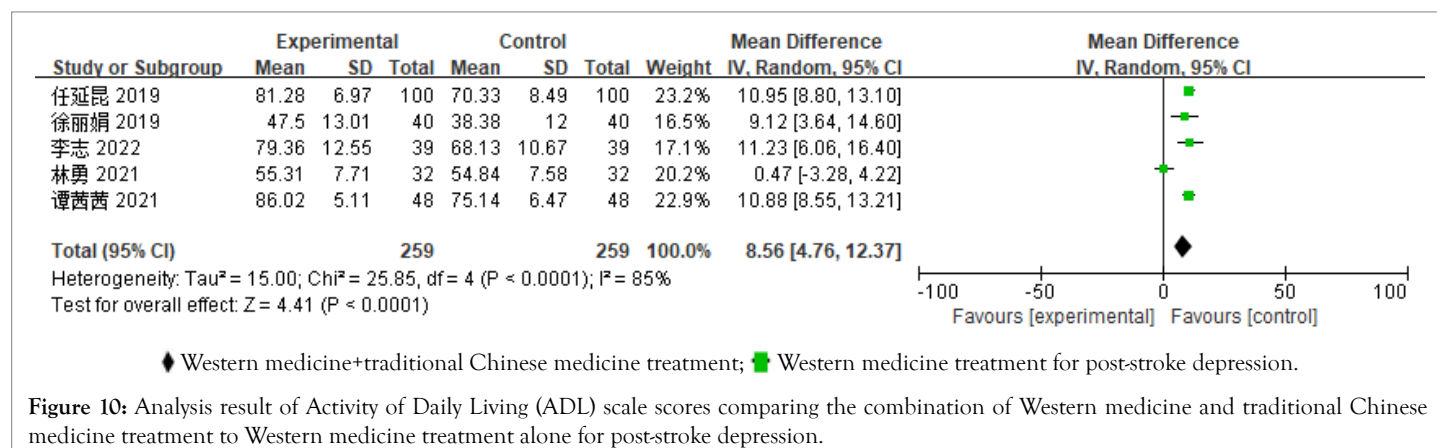 Experimental Control Mean Difference Mean Difference
Study or Subgroup Mean SD Total Mean SD Total Weight IV, Random, 95% CI IV, Random, 95% CI
任延昆 2019 81.28 6.97 100 70.33 8.49 100 23.2% 10.95 [8.80, 13.10]
徐丽娟 2019 47.5 13.01 40 38.38 12 40 16.5% 9.12 [3.64, 14.60]
李志 2022 79.36 12.55 39 68.13 10.67 39 17.1% 11.23 [6.06, 16.40]
林勇 2021 55.31 7.71 32 54.84 7.58 32 20.2% 0.47 [-3.28, 4.22]
谭茜茜 2021 86.02 5.11 48 75.14 6.47 48 22.9% 10.88 [8.55, 13.21]
Total (95% CI) 259 259 100.0% 8.56 [4.76, 12.37]
Heterogeneity: Tau² = 15.00; Chi² = 25.85, df = 4 (P < 0.0001); I² = 85%
Test for overall effect: Z = 4.41 (P < 0.0001)
-100 -50 0 50 100
Favours [experimental] Favours [control]
Western medicine+traditional Chinese medicine treatment; Western medicine treatment for post-stroke depression.
Figure 10: Analysis result of Activity of Daily Living (ADL) scale scores comparing the combination of Western medicine and traditional Chinese
medicine treatment to Western medicine treatment alone for post-stroke depression.